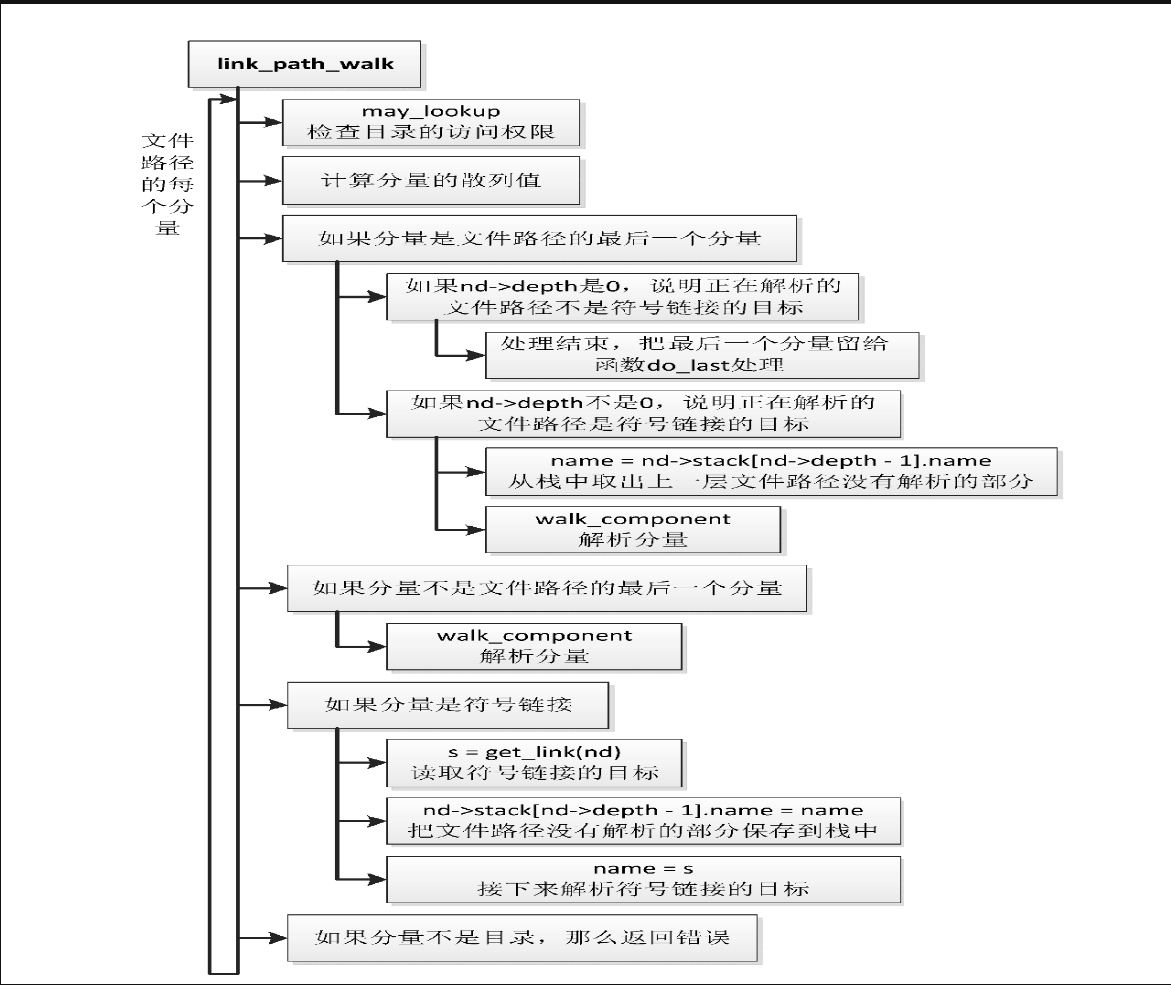 link_path_walk
文件
路径
的每
个分
量
may_lookup
检查目录的访问权限
计算分量的散列值
如果分量是文件路径的最后一个分量
如果nd->depth是0，说明正在解析的
文件路径不是符号链接的目标
处理结束，把最后一个分量留给
函数do_last处理
如果nd->depth不是0，说明正在解析的
文件路径是符号链接的目标
name = nd->stack[nd->depth - 1].name
从栈中取出上一层文件路径没有解析的部分
walk_component
解析分量
如果分量不是文件路径的最后一个分量
walk_component
解析分量
如果分量是符号链接
s = get_link(nd)
读取符号链接的目标
nd->stack[nd->depth - 1].name = name
把文件路径没有解析的部分保存到栈中
name = s
接下来解析符号链接的目标
如果分量不是目录，那么返回错误